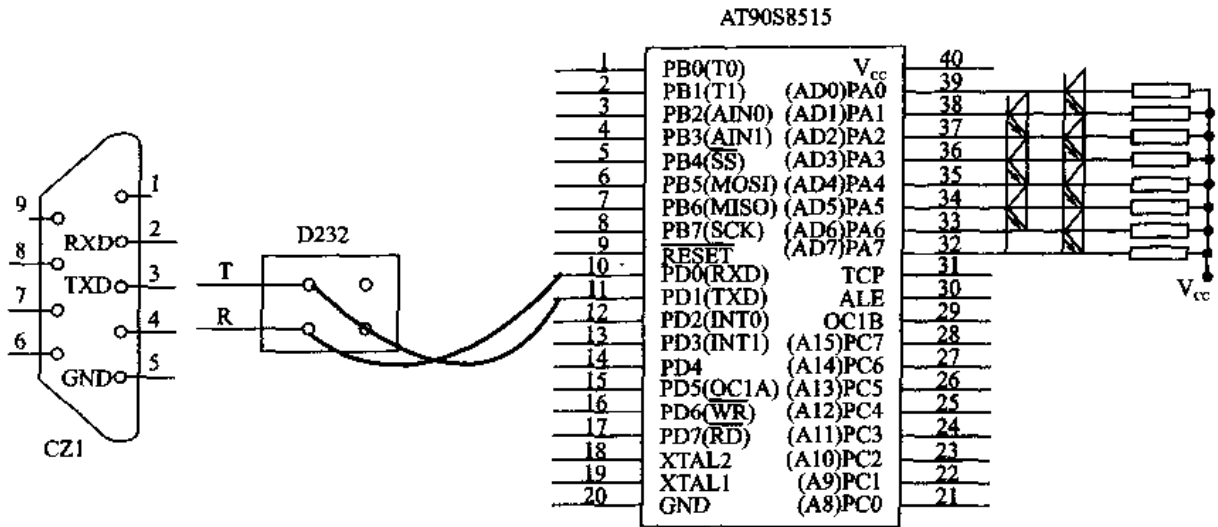 AT90S8515
1 PB0(T0)
2 PB1(T1)
3 PB2(AIN0)
4 PB3(AIN1)
5 PB4(SS)
6 PB5(MOSI)
7 PB6(MISO)
8 PB7(SCK)
9 RESET
10 PD0(RXD)
11 PD1(TXD)
12 PD2(INT0)
13 PD3(INT1)
14 PD4
15 PD5(OC1A)
16 PD6(WR)
17 PD7(RD)
18 XTAL2
19 XTAL1
20 GND
Vcc 40
(AD0)PA0 39
(AD1)PA1 38
(AD2)PA2 37
(AD3)PA3 36
(AD4)PA4 35
(AD5)PA5 34
(AD6)PA6 33
(AD7)PA7 32
TCP 31
ALE 30
OC1B 29
(A15)PC7 28
(A14)PC6 27
(A13)PC5 26
(A12)PC4 25
(A11)PC3 24
(A10)PC2 23
(A9)PC1 22
(A8)PC0 21
Vcc
D232
T
R
1
9
RXD 2
8
TXD 3
7
4
6
GND 5
CZ1